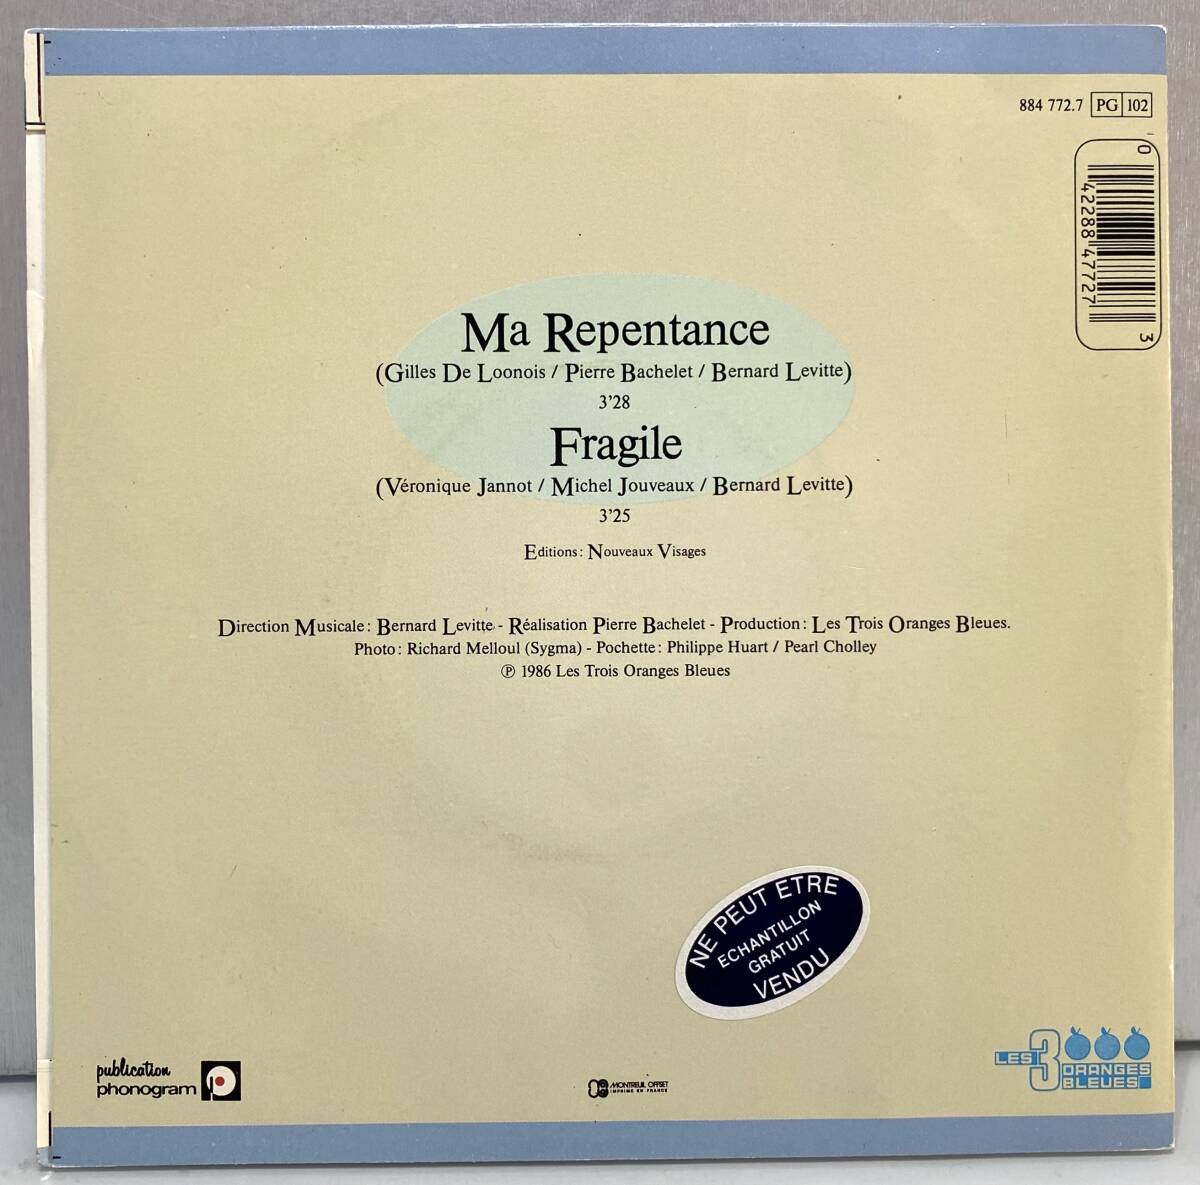 884 772.7 PG 102
0 42288 47727 3
Ma Repentance
(Gilles De Loonois / Pierre Bachelet / Bernard Levitte)
3'28
Fragile
(Véronique Jannot / Michel Jouveaux / Bernard Levitte)
3'25
Editions: Nouveaux Visages
Direction Musicale: Bernard Levitte - Réalisation Pierre Bachelet - Production: Les Trois Oranges Bleues.
Photo: Richard Melloul (Sygma) - Pochette: Philippe Huart / Pearl Cholley
℗ 1986 Les Trois Oranges Bleues
NE PEUT ETRE
ECHANTILLON
GRATUIT
VENDU
publication
phonogram
MONTREUIL OFFSET
IMPRIME EN FRANCE
LES 3
ORANGES
BLEUES